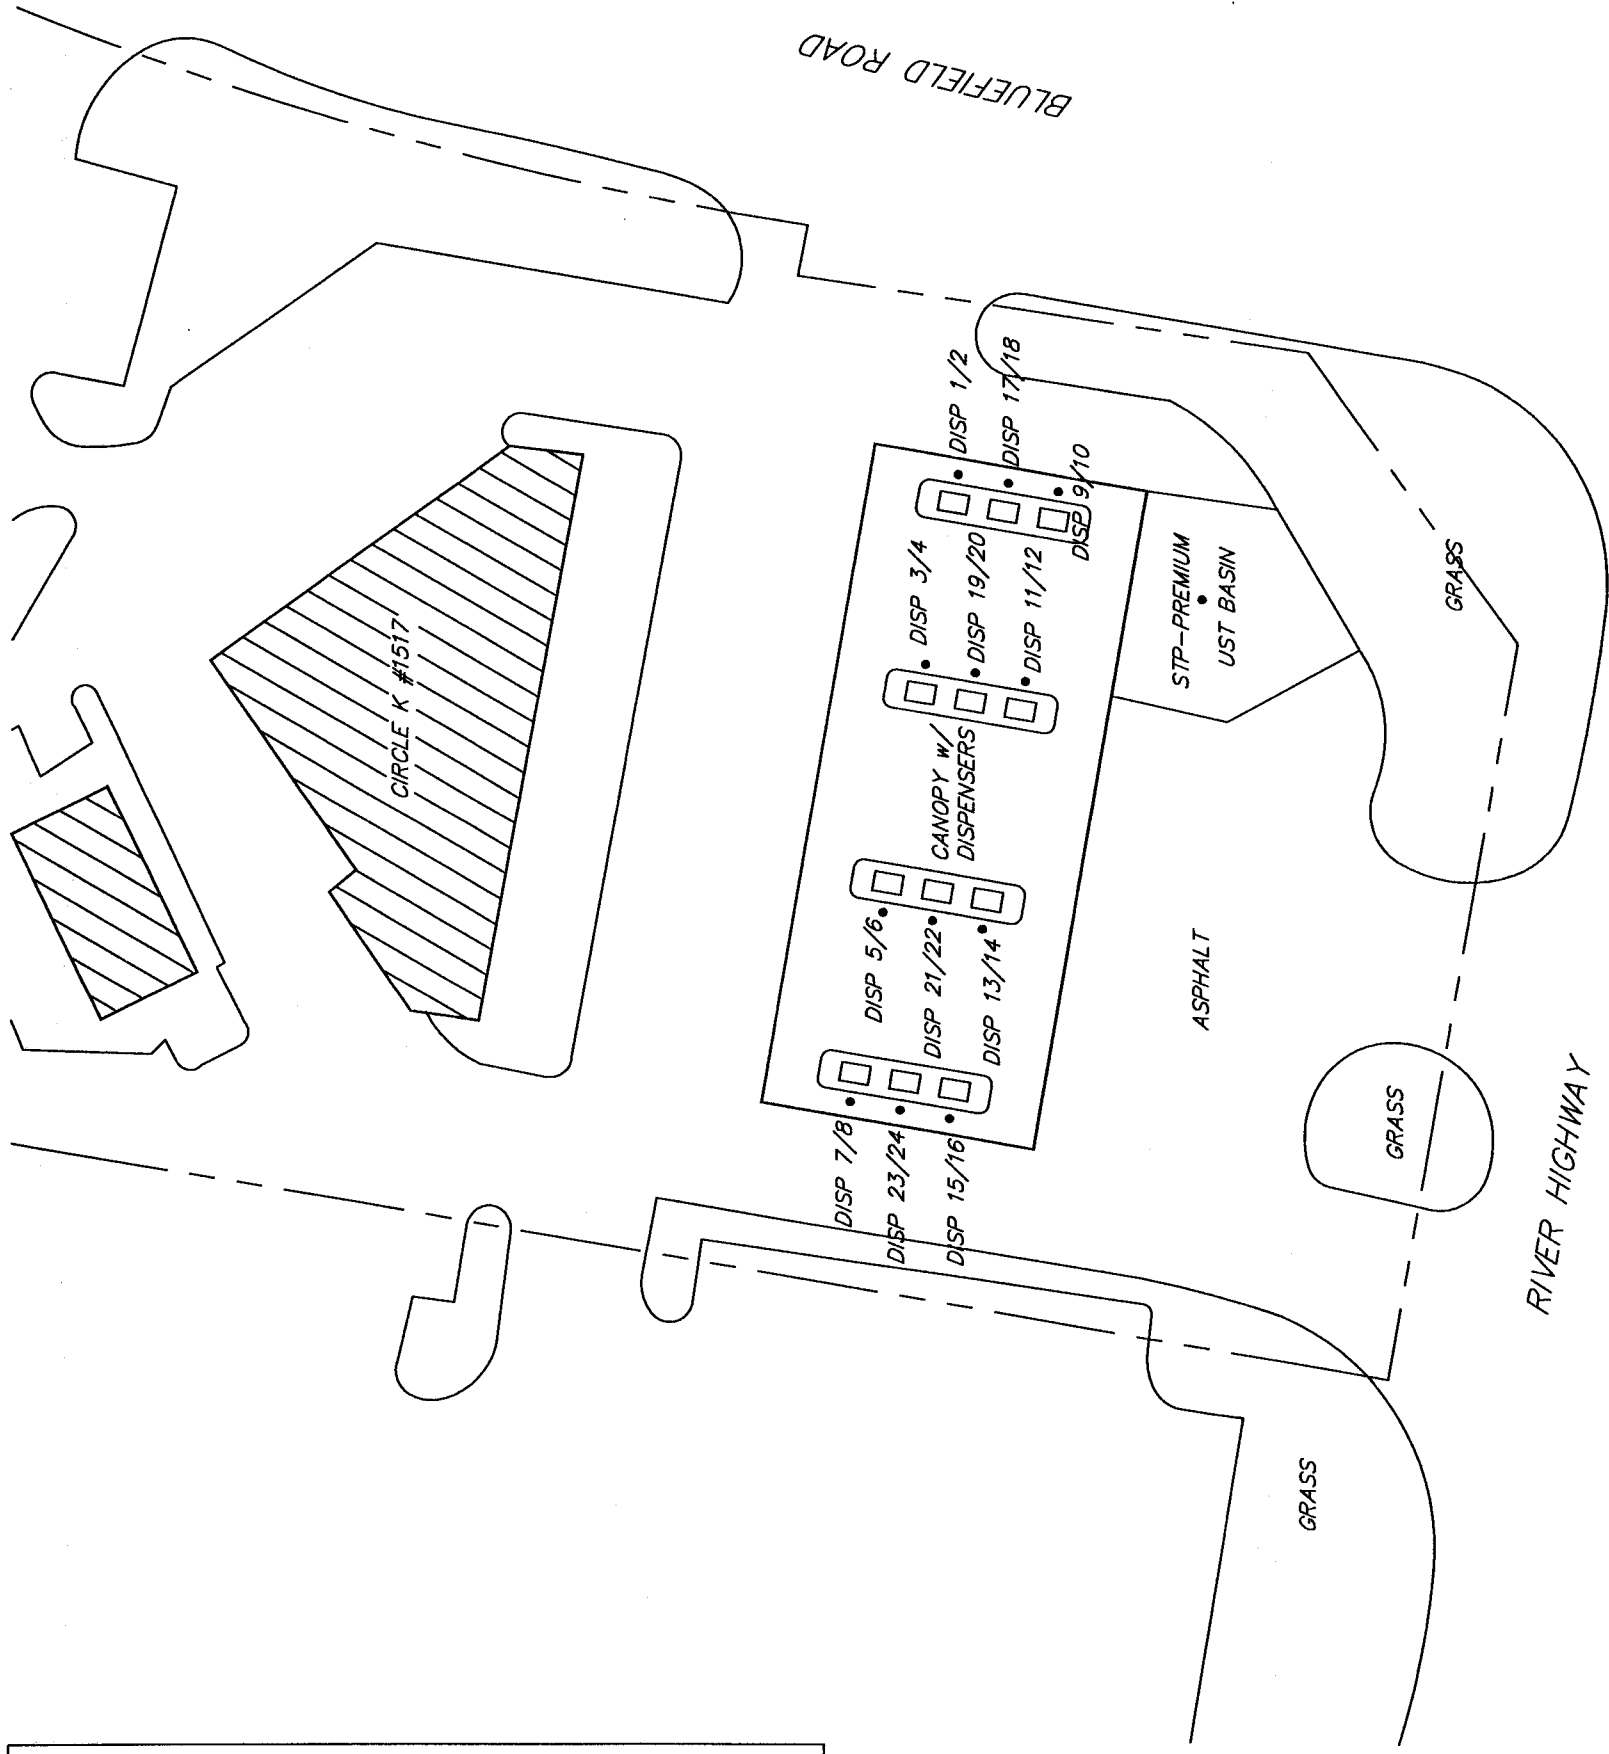 BLUEFIELD ROAD
CIRCLE K #1517
DISP 1/2
DISP 17/18
DISP 9/10
DISP 3/4
DISP 19/20
DISP 11/12
STP-PREMIUM
UST BASIN
GRASS
CANOPY w/
DISPENSERS
DISP 5/6
DISP 21/22
DISP 13/14
ASPHALT
DISP 7/8
DISP 23/24
DISP 15/16
GRASS
RIVER HIGHWAY
GRASS